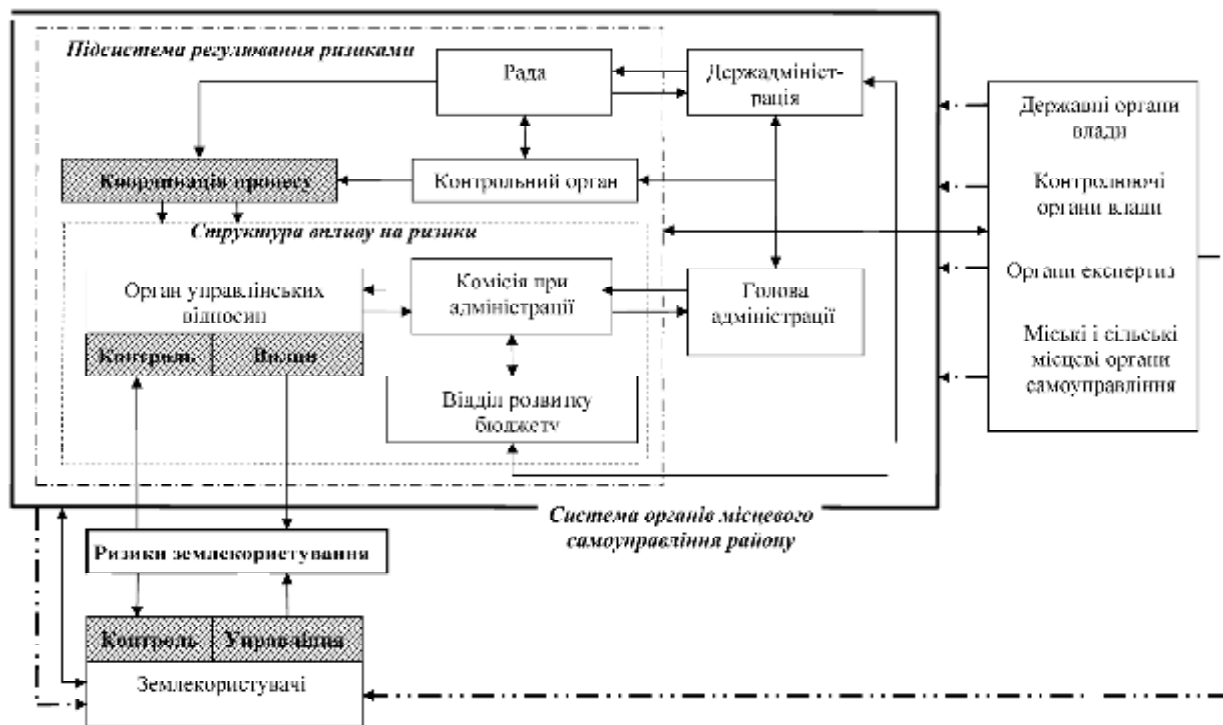 Підсистема регулювання ризиками
Рада
Держадмініст-
рація
Державні органи
влади
Координація процесу
Контрольний орган
Контролюючі
органи влади
Структура впливу на ризики
Орган управлінських
відносин
Комісія при
адміністрації
Голова
адміністрації
Органи експертиз
Контроль
Вплив
Міські і сільські
місцеві органи
самоуправління
Відділ розвитку
бюджету
Система органів місцевого
самоуправління району
Ризики землекористування
Контроль
Управління
Землекористувачі